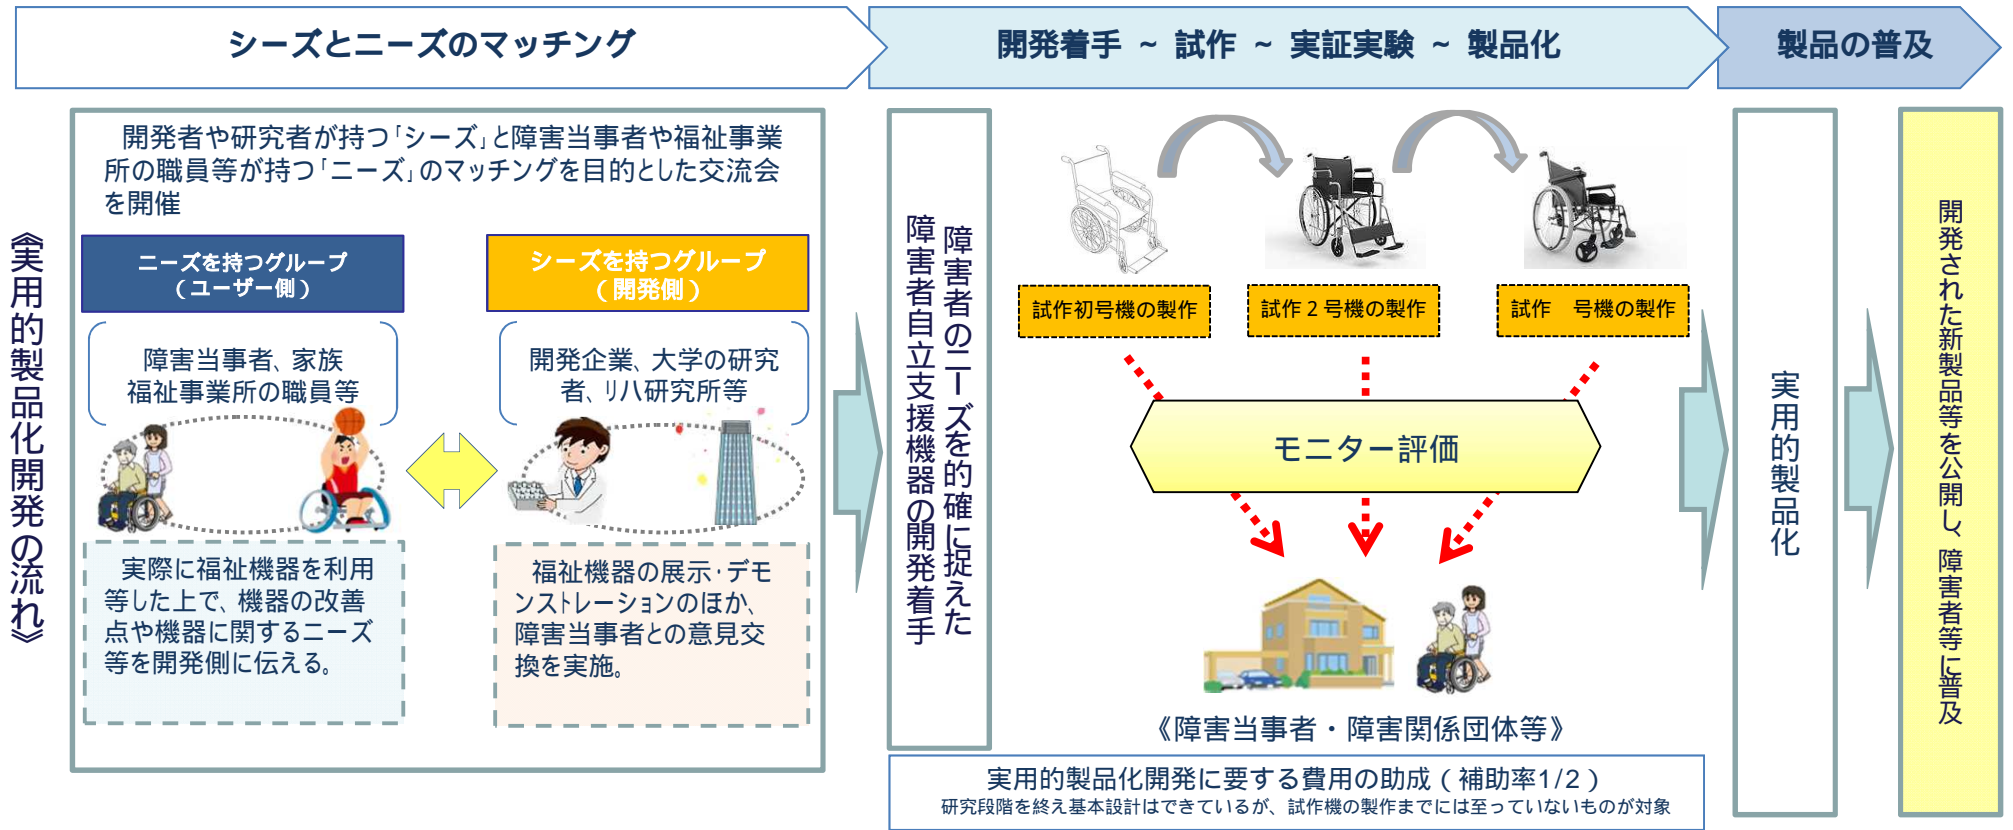 シーズとニーズのマッチング
開発着手 ~ 試作 ~ 実証実験 ~ 製品化
製品の普及
《実用的製品化開発の流れ》
開発者や研究者が持つ「シーズ」と障害当事者や福祉事業
所の職員等が持つ「ニーズ」のマッチングを目的とした交流会
を開催
ニーズを持つグループ
（ユーザー側）
シーズを持つグループ
（開発側）
障害当事者、家族
福祉事業所の職員等
開発企業、大学の研究
者、リハ研究所等
実際に福祉機器を利用
等した上で、機器の改善
点や機器に関するニーズ
等を開発側に伝える。
福祉機器の展示・デモ
ンストレーションのほか、
障害当事者との意見交
換を実施。
障害者のニーズを的確に捉えた
障害者自立支援機器の開発着手
試作初号機の製作
試作２号機の製作
試作　号機の製作
モニター評価
《障害当事者・障害関係団体等》
実用的製品化開発に要する費用の助成（補助率1/2）
研究段階を終え基本設計はできているが、試作機の製作までには至っていないものが対象
実用的製品化
開発された新製品等を公開し、障害者等に普及